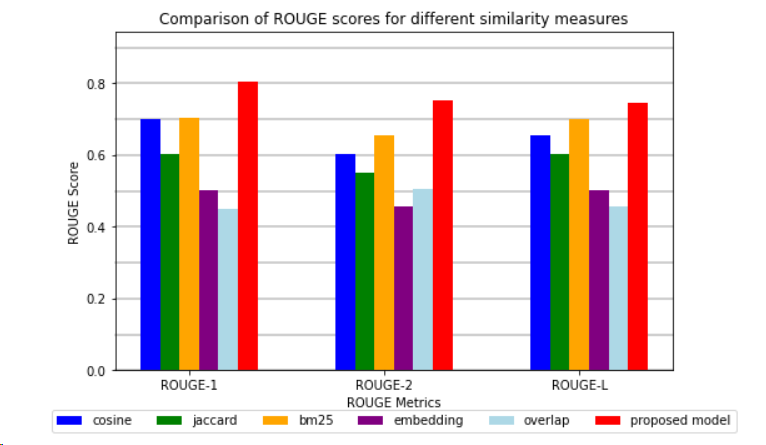 Comparison of ROUGE scores for different similarity measures
ROUGE Score
0.8
0.6
0.4
0.2
0.0
ROUGE-1 ROUGE-2 ROUGE-L
ROUGE Metrics
cosine jaccard bm25 embedding overlap proposed model